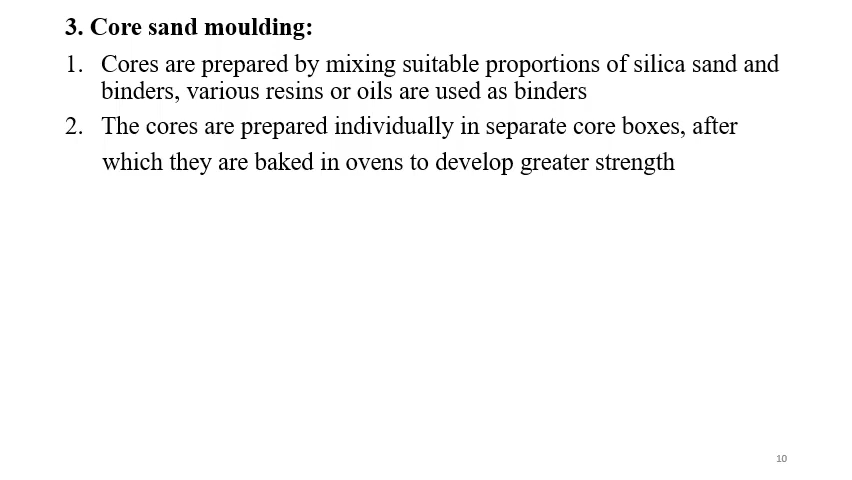 3. Core sand moulding:
1. Cores are prepared by mixing suitable proportions of silica sand and
binders, various resins or oils are used as binders
2. The cores are prepared individually in separate core boxes, after
which they are baked in ovens to develop greater strength
10